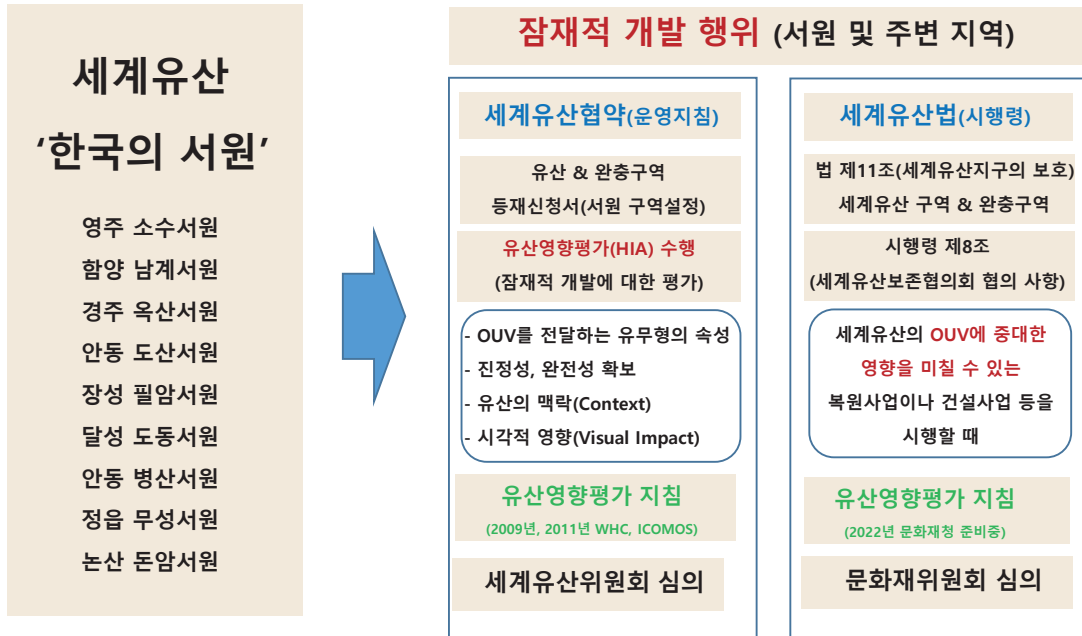 세계유산
‘한국의 서원’
영주 소수서원
함양 남계서원
경주 옥산서원
안동 도산서원
장성 필암서원
달성 도동서원
안동 병산서원
정읍 무성서원
논산 돈암서원
잠재적 개발 행위 (서원 및 주변 지역)
세계유산협약(운영지침)
유산 & 완충구역
등재신청서(서원 구역설정)
유산영향평가(HIA) 수행
(잠재적 개발에 대한 평가)
- OUV를 전달하는 유무형의 속성
- 진정성, 완전성 확보
- 유산의 맥락(Context)
- 시각적 영향(Visual Impact)
유산영향평가 지침
(2009년, 2011년 WHC, ICOMOS)
세계유산위원회 심의
세계유산법(시행령)
법 제11조(세계유산지구의 보호)
세계유산 구역 & 완충구역
시행령 제8조
(세계유산보존협의회 협의 사항)
세계유산의 OUV에 중대한
영향을 미칠 수 있는
복원사업이나 건설사업 등을
시행할 때
유산영향평가 지침
(2022년 문화재청 준비중)
문화재위원회 심의